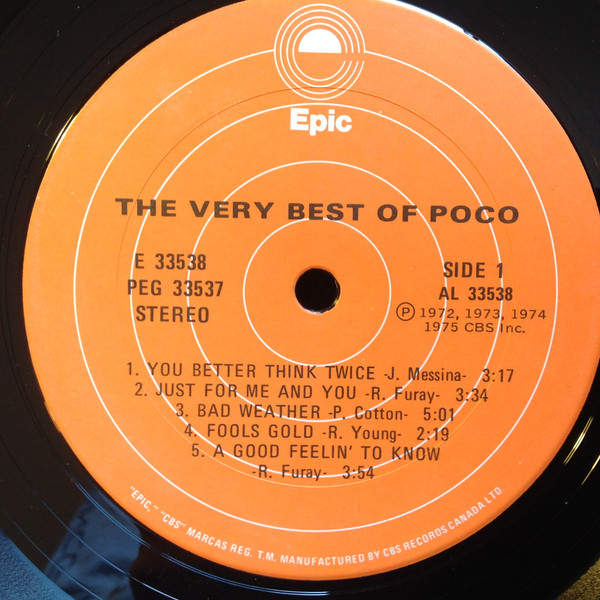 Epic
THE VERY BEST OF POCO
E 33538
PEG 33537
STEREO
SIDE 1
AL 33538
Ⓟ 1972, 1973, 1974
1975 CBS Inc.
1. YOU BETTER THINK TWICE -J. Messina- 3:17
2. JUST FOR ME AND YOU -R. Furay- 3:34
3. BAD WEATHER -P. Cotton- 5:01
4. FOOLS GOLD -R. Young- 2:19
5. A GOOD FEELIN' TO KNOW
-R. Furay- 3:54
"EPIC," "CBS" MARCAS REG. T.M. MANUFACTURED BY CBS RECORDS CANADA LTD.